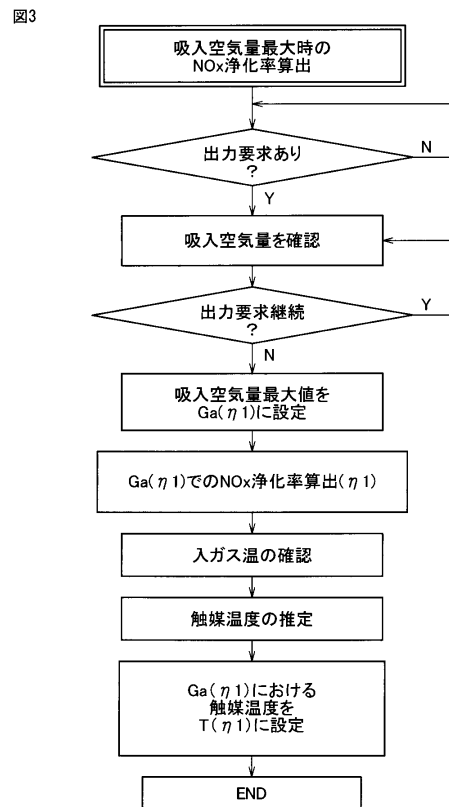 図3
吸入空気量最大時の
NOx浄化率算出
出力要求あり
?
N
Y
吸入空気量を確認
出力要求継続
?
Y
N
吸入空気量最大値を
Ga(η1)に設定
Ga(η1)でのNOx浄化率算出(η1)
入ガス温の確認
触媒温度の推定
Ga(η1)における
触媒温度を
T(η1)に設定
END